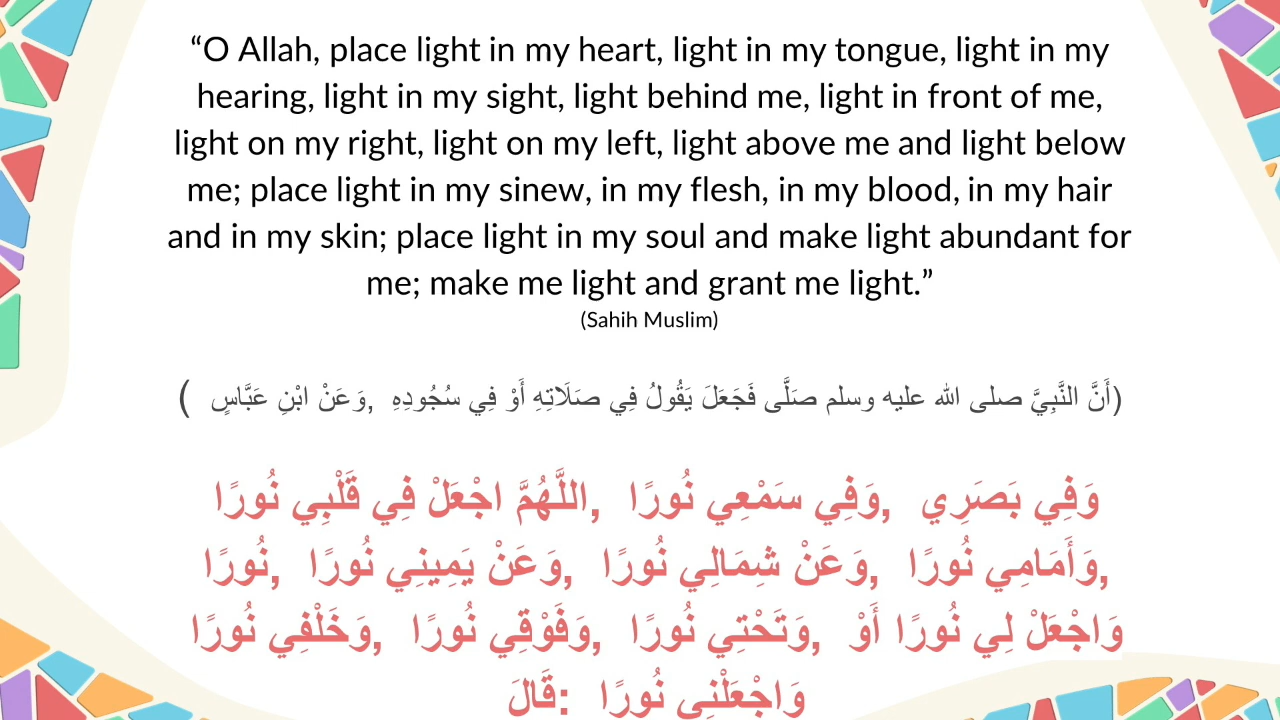 “O Allah, place light in my heart, light in my tongue, light in my
hearing, light in my sight, light behind me, light in front of me,
light on my right, light on my left, light above me and light below
me; place light in my sinew, in my flesh, in my blood, in my hair
and in my skin; place light in my soul and make light abundant for
me; make me light and grant me light.”
(Sahih Muslim)
( وَعَنْ ابْنِ عَبَّاسٍ, أَنَّ النَّبِيَّ صلى الله عليه وسلم صَلَّى فَجَعَلَ يَقُولُ فِي صَلَاتِهِ أَوْ فِي سُجُودِهِ)
اللَّهُمَّ اجْعَلْ فِي قَلْبِي نُورًا, وَفِي سَمْعِي نُورًا, وَفِي بَصَرِي
نُورًا, وَعَنْ يَمِينِي نُورًا, وَعَنْ شِمَالِي نُورًا, وَأَمَامِي نُورًا,
وَخَلْفِي نُورًا, وَفَوْقِي نُورًا, وَتَحْتِي نُورًا, وَاجْعَلْ لِي نُورًا أَوْ
قَالَ: وَاجْعَلْنِي نُورًا